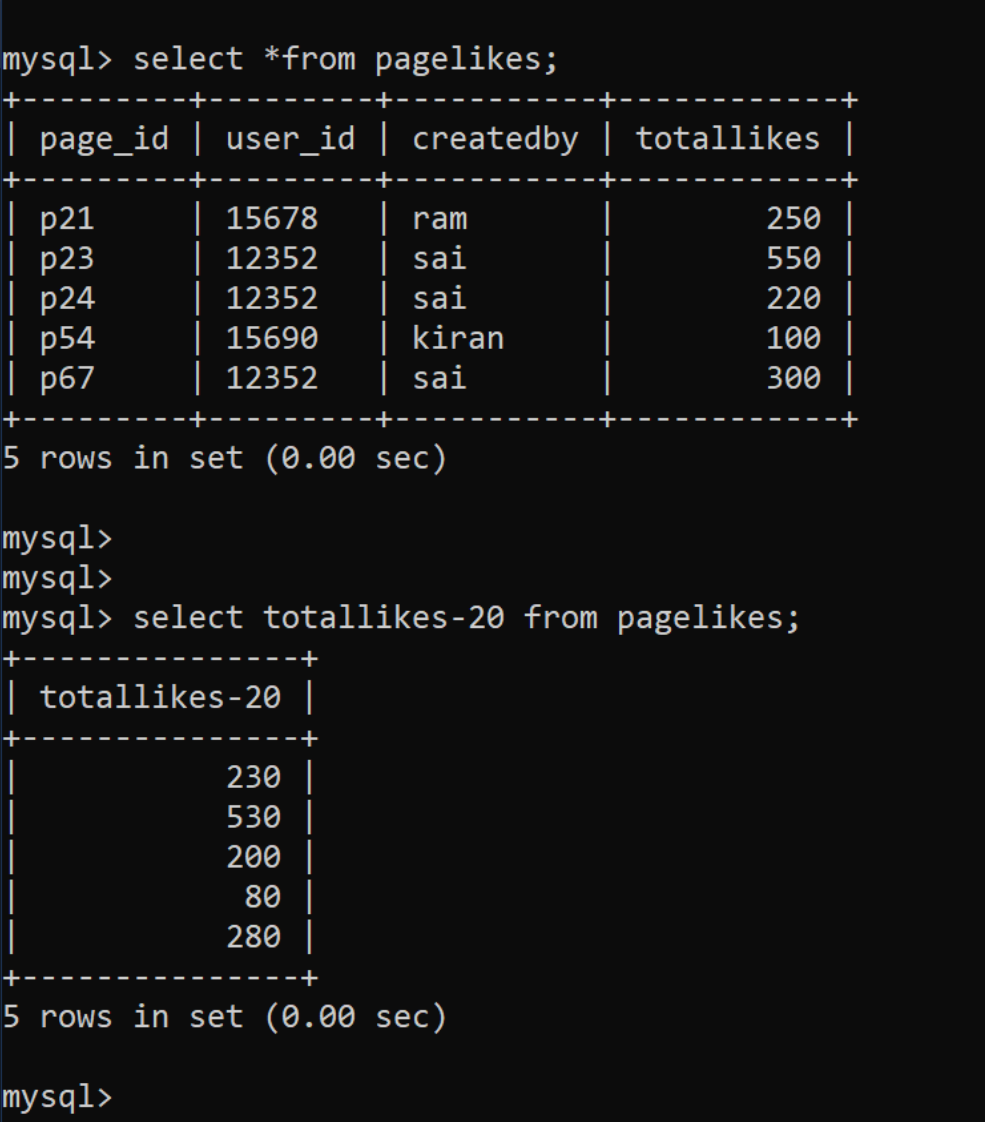 mysql> select *from pagelikes;
+---------+---------+-----------+------------+
| page_id | user_id | createdby | totallikes |
+---------+---------+-----------+------------+
| p21     | 15678   | ram       |        250 |
| p23     | 12352   | sai       |        550 |
| p24     | 12352   | sai       |        220 |
| p54     | 15690   | kiran     |        100 |
| p67     | 12352   | sai       |        300 |
+---------+---------+-----------+------------+
5 rows in set (0.00 sec)
mysql>
mysql>
mysql> select totallikes-20 from pagelikes;
+---------------+
| totallikes-20 |
+---------------+
|           230 |
|           530 |
|           200 |
|            80 |
|           280 |
+---------------+
5 rows in set (0.00 sec)
mysql>